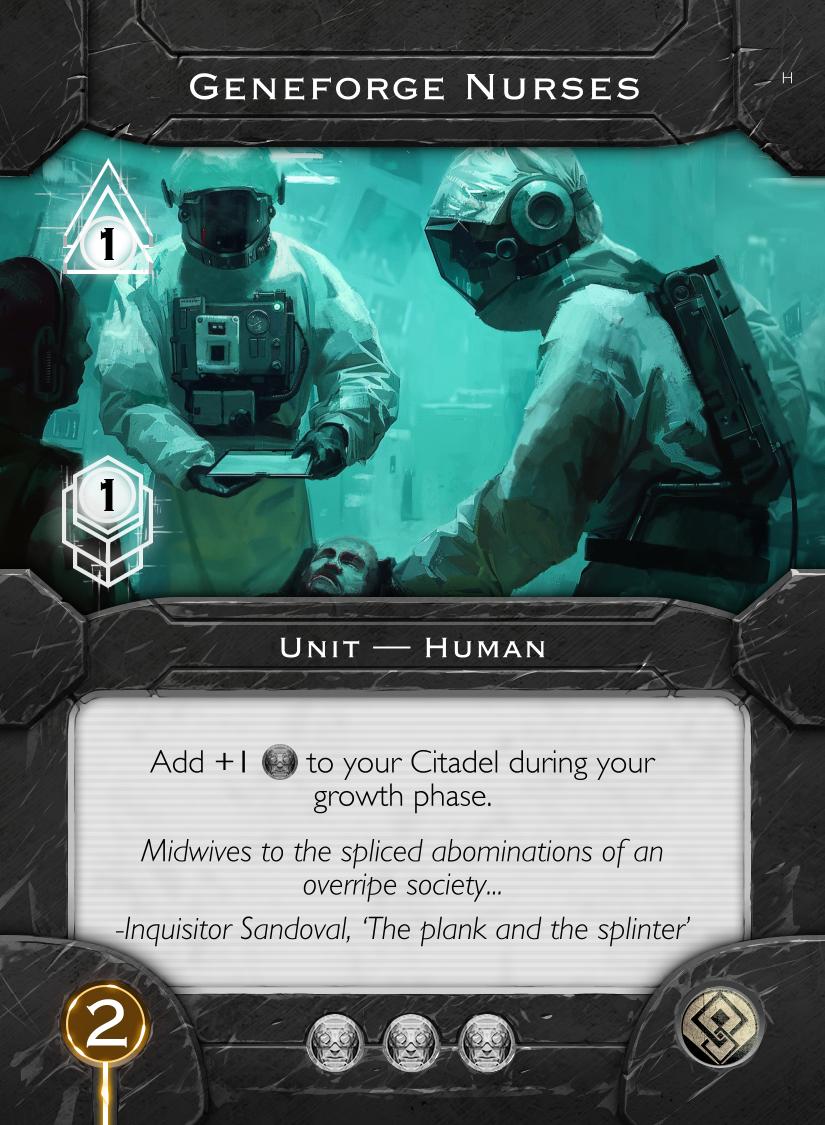 Geneforge Nurses
H
1
1
Unit — Human
Add +1 to your Citadel during your
growth phase.
Midwives to the spliced abominations of an
overripe society...
-Inquisitor Sandoval, ‘The plank and the splinter’
2